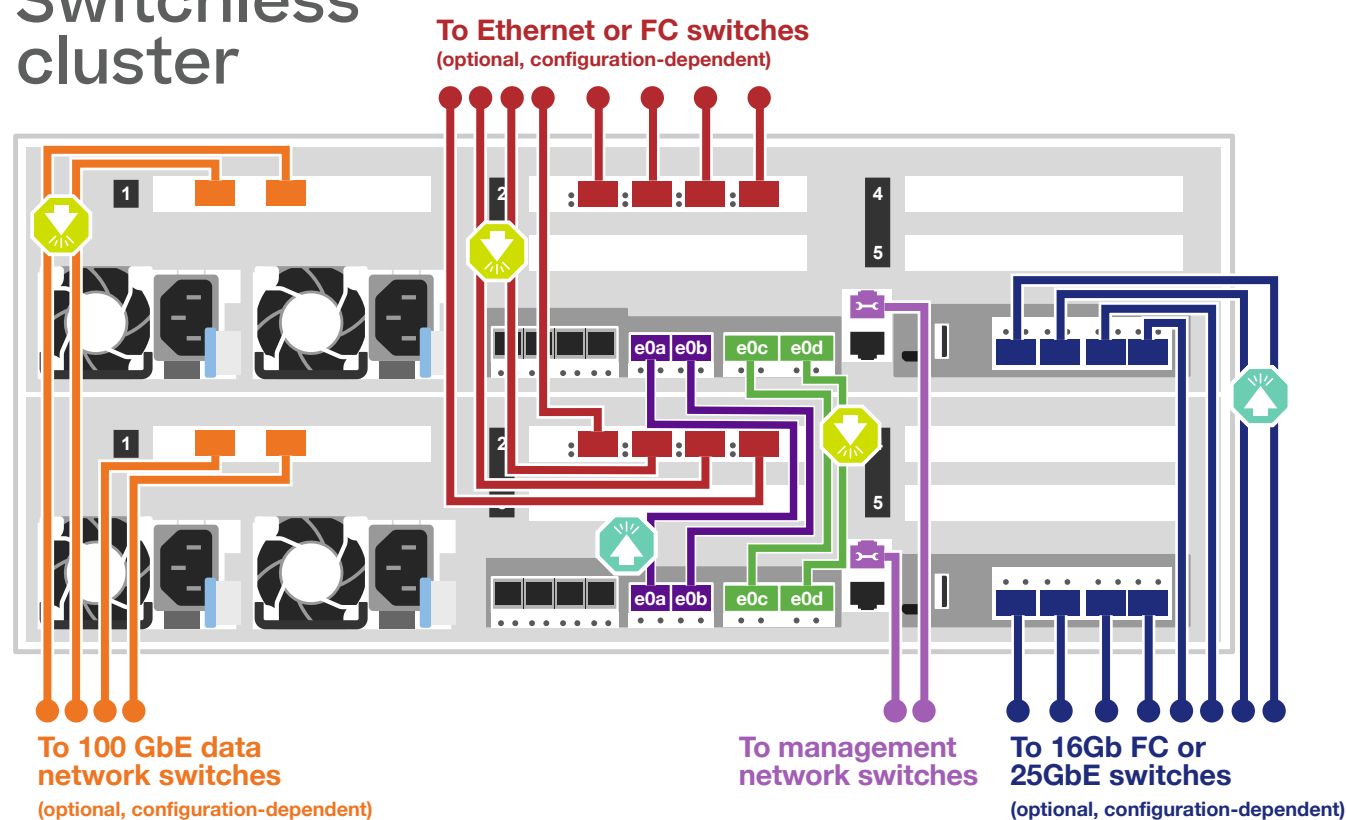 Switchless
cluster
To Ethernet or FC switches
(optional, configuration-dependent)
1
2
4
5
e0a e0b e0c e0d
1
2
5
e0a e0b e0c e0d
To 100 GbE data
network switches
(optional, configuration-dependent)
To management
network switches
To 16Gb FC or
25GbE switches
(optional, configuration-dependent)